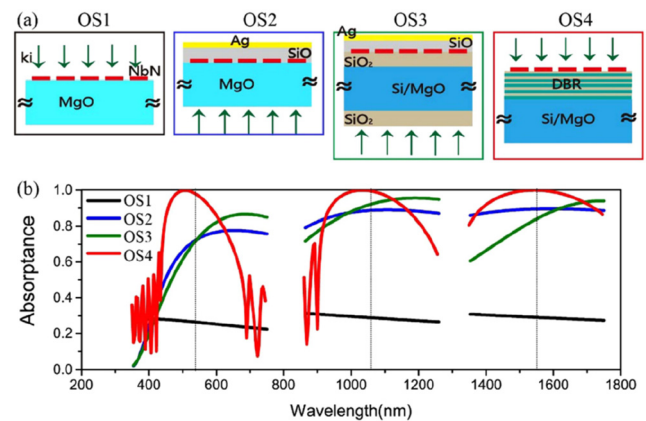 (a) OS1 OS2 OS3 OS4
ki
NbN
MgO
Ag
SiO
MgO
Ag
SiO
SiO₂
Si/MgO
SiO₂
DBR
Si/MgO
(b)
Absorptance
1.0
0.8
0.6
0.4
0.2
0.0
OS1
OS2
OS3
OS4
200 400 600 800 1000 1200 1400 1600 1800
Wavelength(nm)